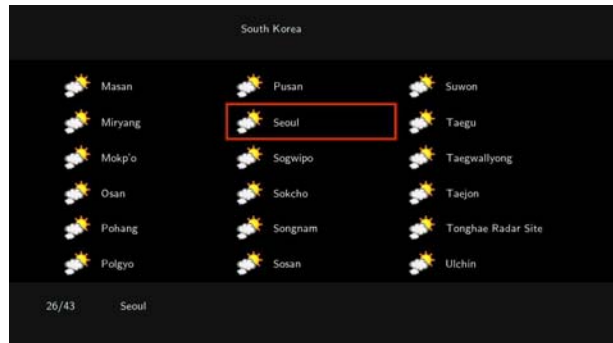 South Korea
Masan Pusan Suwon
Miryang Seoul Taegu
Mokp'o Sogwipo Taegwallyong
Osan Sokcho Taejon
Pohang Songnam Tonghae Radar Site
Polgyo Sosan Ulchin
26/43 Seoul